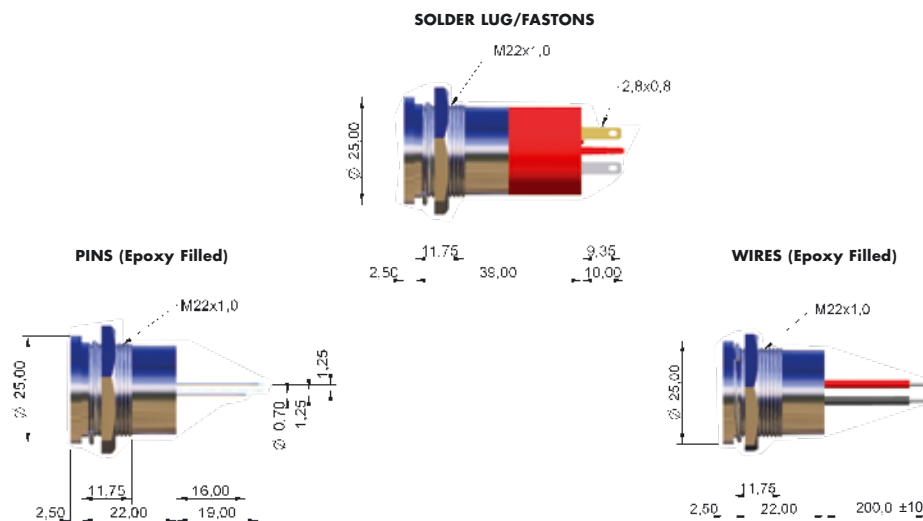 SOLDER LUG/FASTONS
M22x1,0
2,8x0,8
Ø 25,00
11.75
9.35
2,50
39,00
10,00
PINS (Epoxy Filled)
M22x1,0
Ø 25,00
1,25
Ø 0,70
1,25
11.75
16,00
2,50
22,00
19,00
WIRES (Epoxy Filled)
M22x1,0
Ø 25,00
11.75
2,50
22,00
200,0 ±10